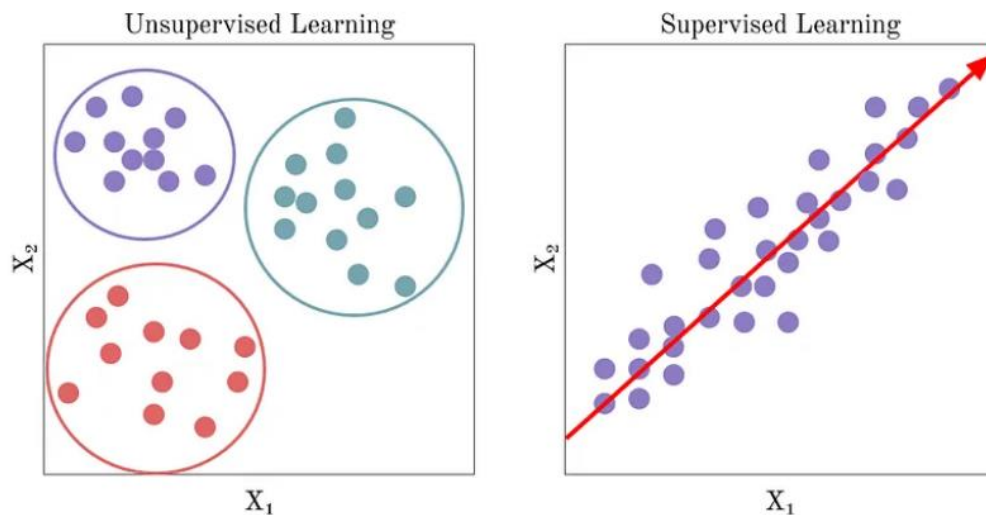 Unsupervised Learning
Supervised Learning
X₂
X₁
X₂
X₁